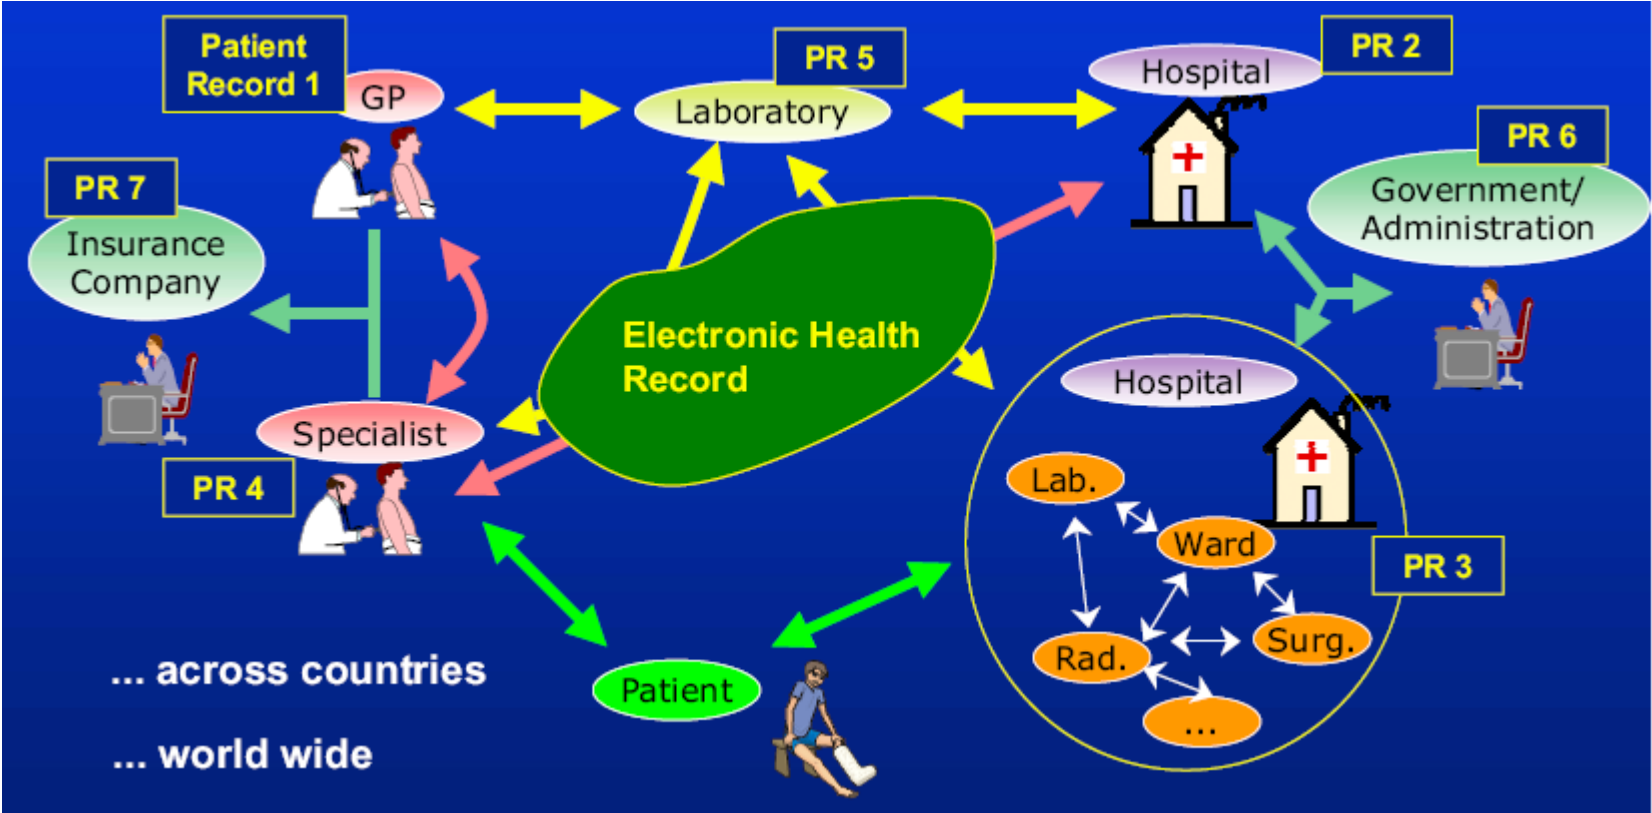 Patient
Record 1
GP
PR 5
Laboratory
PR 2
Hospital
PR 6
Government/
Administration
PR 7
Insurance
Company
Electronic Health
Record
Hospital
Specialist
PR 4
Lab.
Ward
PR 3
Surg.
Rad.
...
Patient
... across countries
... world wide